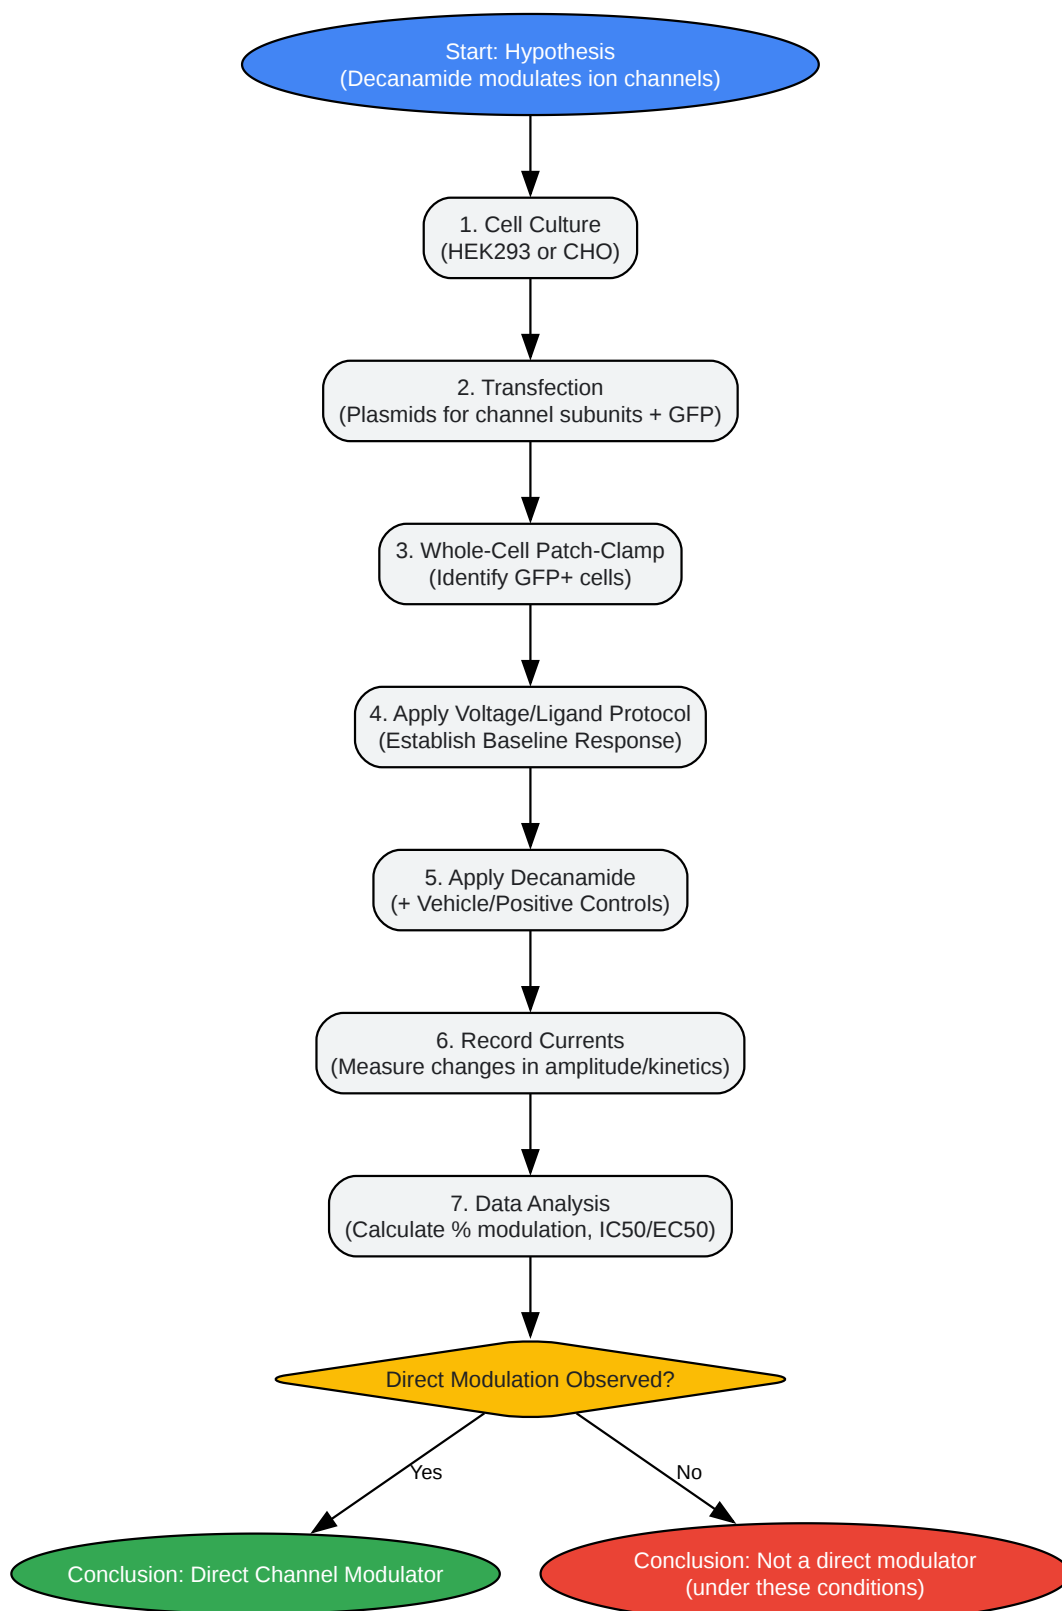 Start: Hypothesis
(Decanamide modulates ion channels)
1. Cell Culture
(HEK293 or CHO)
2. Transfection
(Plasmids for channel subunits + GFP)
3. Whole-Cell Patch-Clamp
(Identify GFP+ cells)
4. Apply Voltage/Ligand Protocol
(Establish Baseline Response)
5. Apply Decanamide
(+ Vehicle/Positive Controls)
6. Record Currents
(Measure changes in amplitude/kinetics)
7. Data Analysis
(Calculate % modulation, IC50/EC50)
Direct Modulation Observed?
Yes
No
Conclusion: Direct Channel Modulator
Conclusion: Not a direct modulator
(under these conditions)